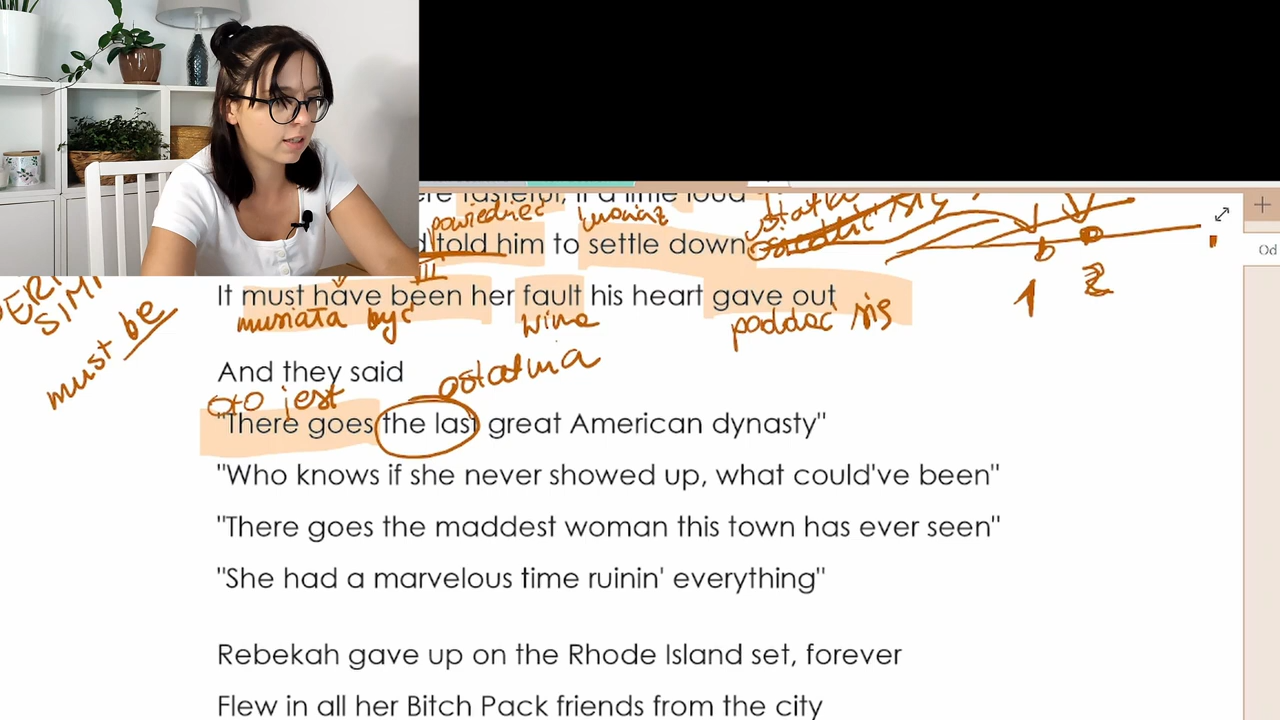 powiedzieć
told him to settle down
III
It must have been her fault his heart gave out
wina
poddać się
must be
1 2
And they said
ostatnia
oto jest
"There goes the last great American dynasty"
"Who knows if she never showed up, what could've been"
"There goes the maddest woman this town has ever seen"
"She had a marvelous time ruinin' everything"
Rebekah gave up on the Rhode Island set, forever
Flew in all her Bitch Pack friends from the city
Od